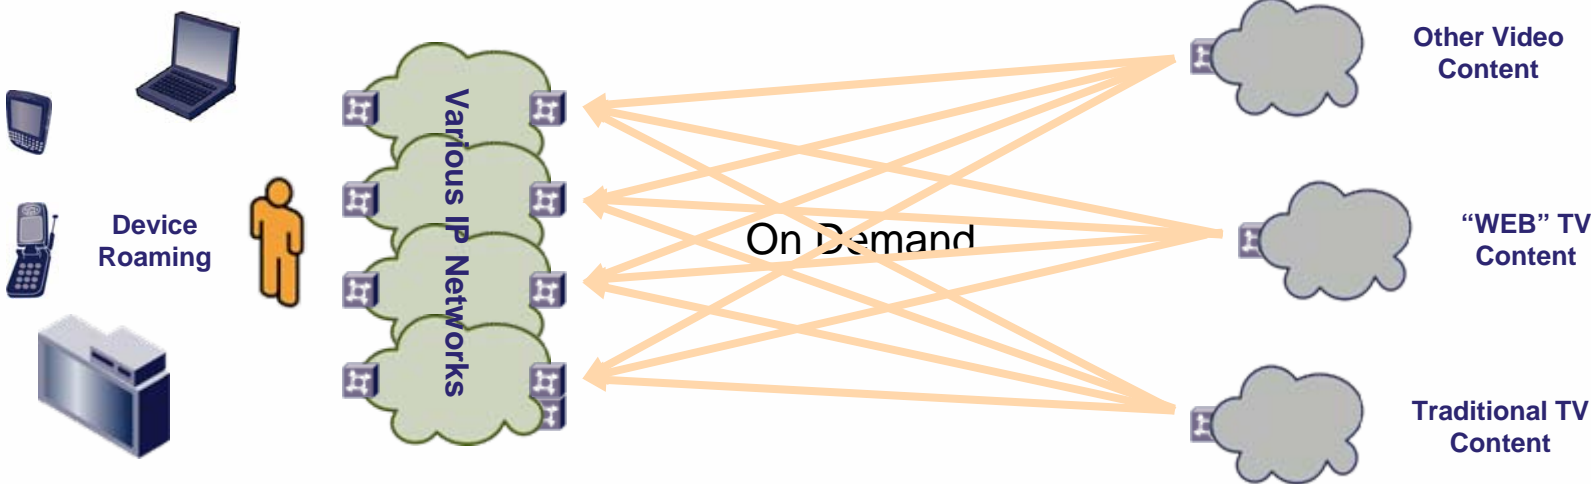 Other Video
Content
Various IP Networks
Device
Roaming
On Demand
“WEB” TV
Content
Traditional TV
Content